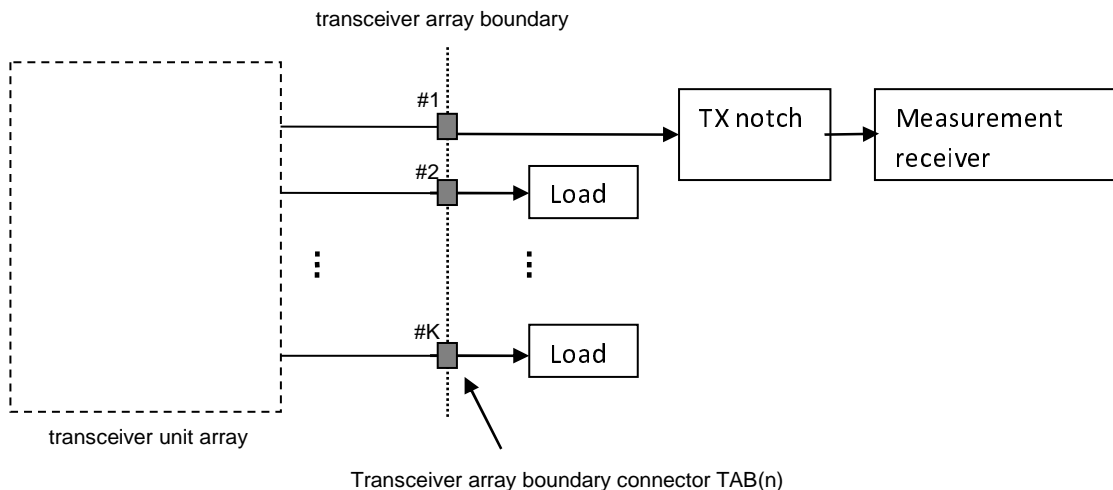 transceiver array boundary
#1
TX notch
Measurement
receiver
#2
Load
#K
Load
transceiver unit array
Transceiver array boundary connector TAB(n)